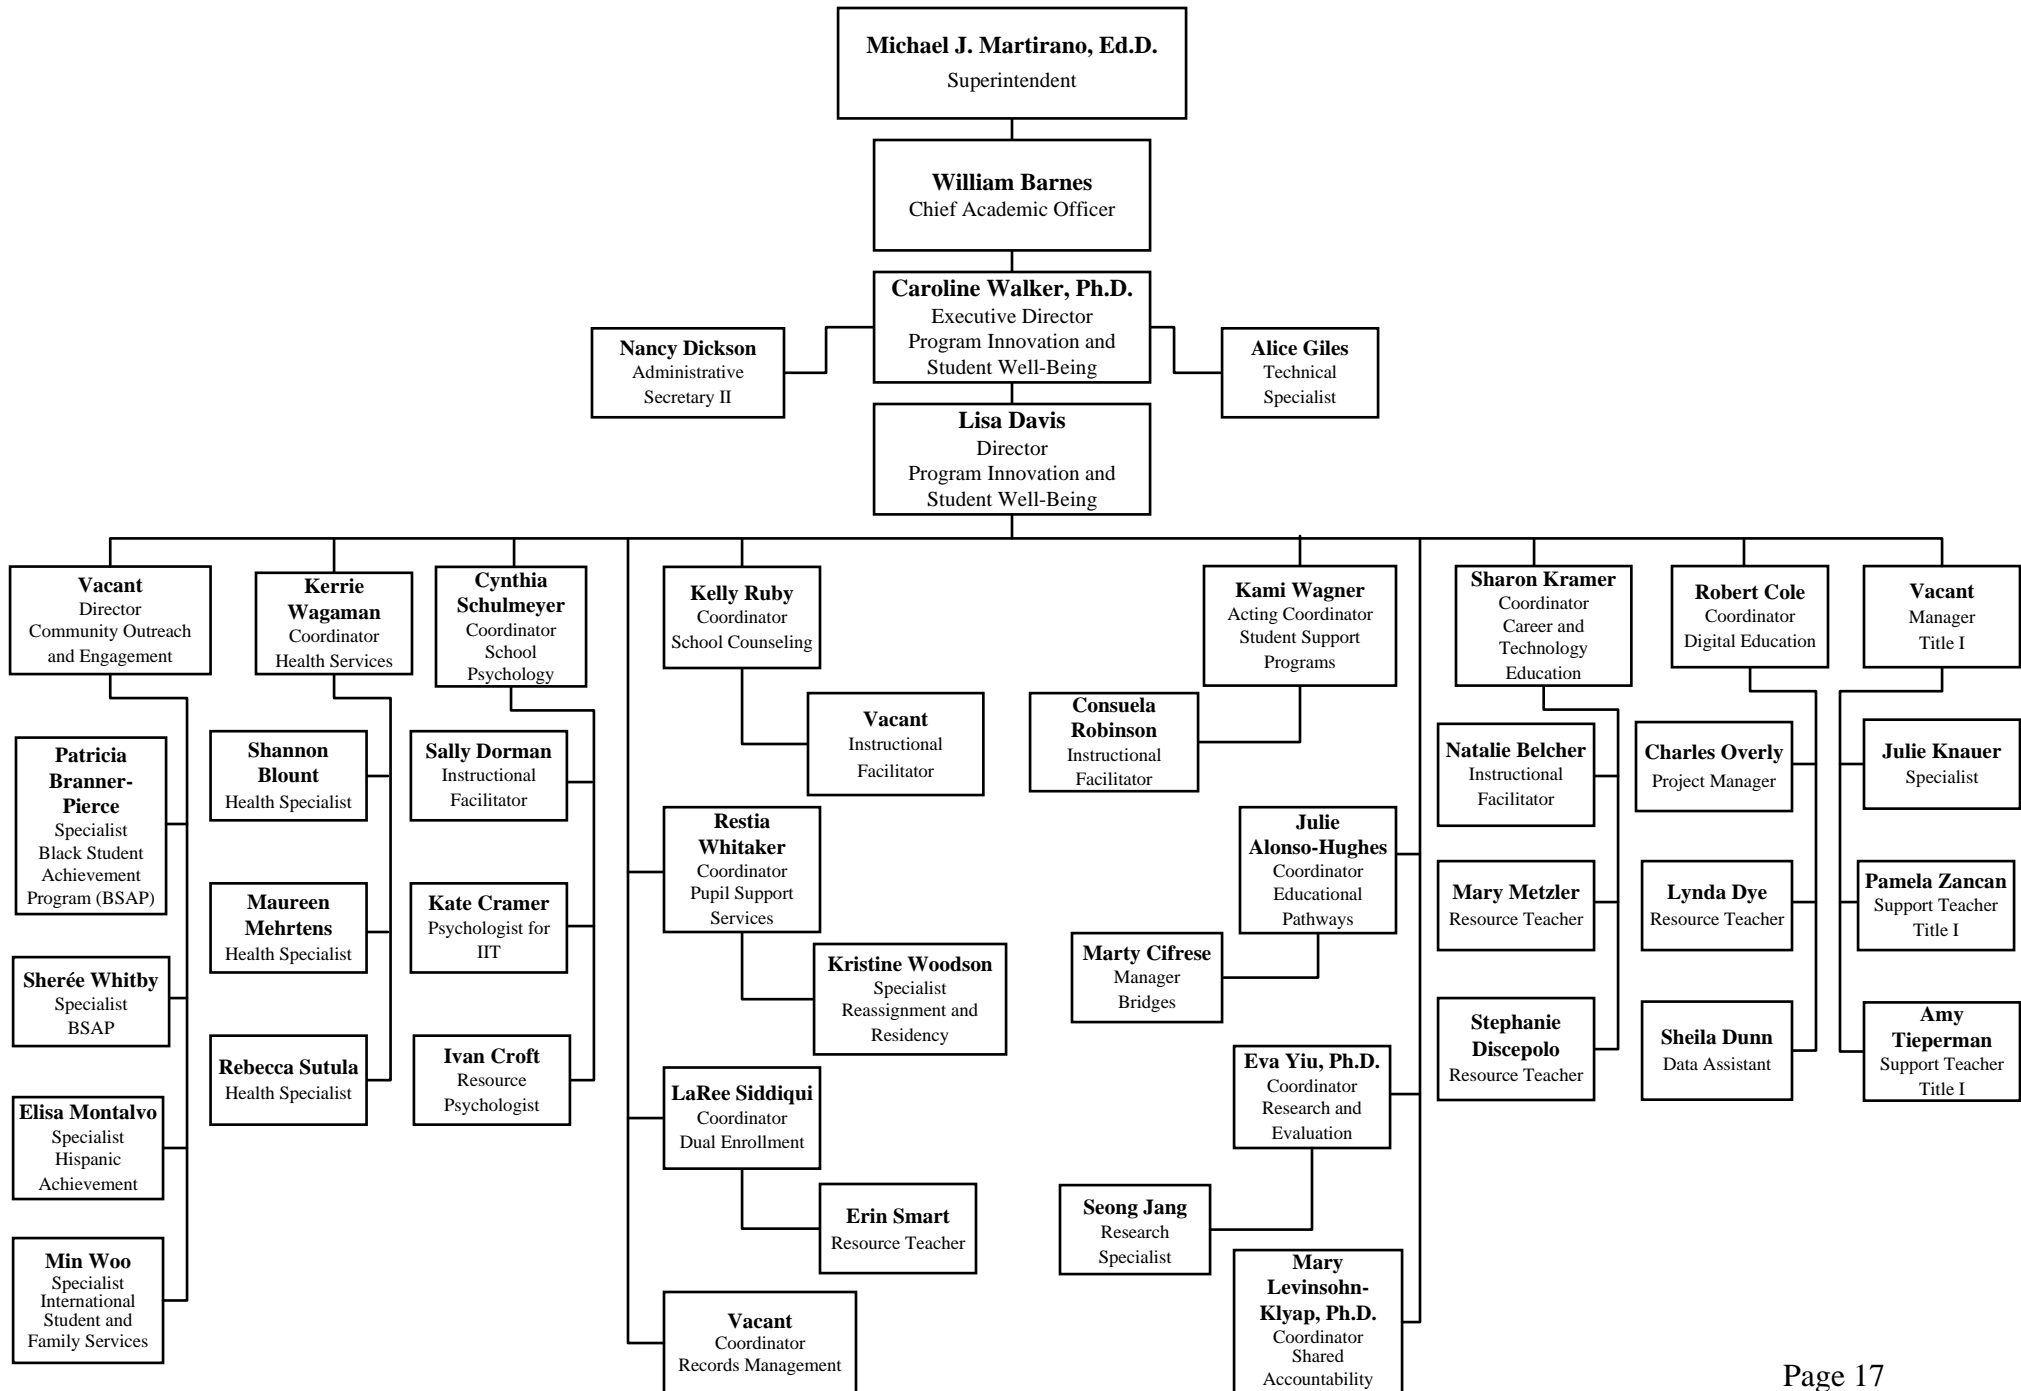 Michael J. Martirano, Ed.D.
Superintendent
William Barnes
Chief Academic Officer
Caroline Walker, Ph.D.
Executive Director
Program Innovation and
Student Well-Being
Nancy Dickson
Administrative
Secretary II
Alice Giles
Technical
Specialist
Lisa Davis
Director
Program Innovation and
Student Well-Being
Vacant
Director
Community Outreach
and Engagement
Patricia
Branner-
Pierce
Specialist
Black Student
Achievement
Program (BSAP)
Sherée Whitby
Specialist
BSAP
Elisa Montalvo
Specialist
Hispanic
Achievement
Min Woo
Specialist
International
Student and
Family Services
Kerrie
Wagaman
Coordinator
Health Services
Shannon
Blount
Health Specialist
Maureen
Mehrtens
Health Specialist
Rebecca Sutula
Health Specialist
Cynthia
Schulmeyer
Coordinator
School
Psychology
Sally Dorman
Instructional
Facilitator
Kate Cramer
Psychologist for
IIT
Ivan Croft
Resource
Psychologist
Kelly Ruby
Coordinator
School Counseling
Vacant
Instructional
Facilitator
Restia
Whitaker
Coordinator
Pupil Support
Services
Kristine Woodson
Specialist
Reassignment and
Residency
LaRee Siddiqui
Coordinator
Dual Enrollment
Erin Smart
Resource Teacher
Vacant
Coordinator
Records Management
Kami Wagner
Acting Coordinator
Student Support
Programs
Consuela
Robinson
Instructional
Facilitator
Julie
Alonso-Hughes
Coordinator
Educational
Pathways
Marty Cifrese
Manager
Bridges
Eva Yiu, Ph.D.
Coordinator
Research and
Evaluation
Seong Jang
Research
Specialist
Mary
Levinsohn-
Klyap, Ph.D.
Coordinator
Shared
Accountability
Sharon Kramer
Coordinator
Career and
Technology
Education
Natalie Belcher
Instructional
Facilitator
Mary Metzler
Resource Teacher
Stephanie
Discepolo
Resource Teacher
Robert Cole
Coordinator
Digital Education
Charles Overly
Project Manager
Lynda Dye
Resource Teacher
Sheila Dunn
Data Assistant
Vacant
Manager
Title I
Julie Knauer
Specialist
Pamela Zancan
Support Teacher
Title I
Amy
Tieperman
Support Teacher
Title I
Page 17